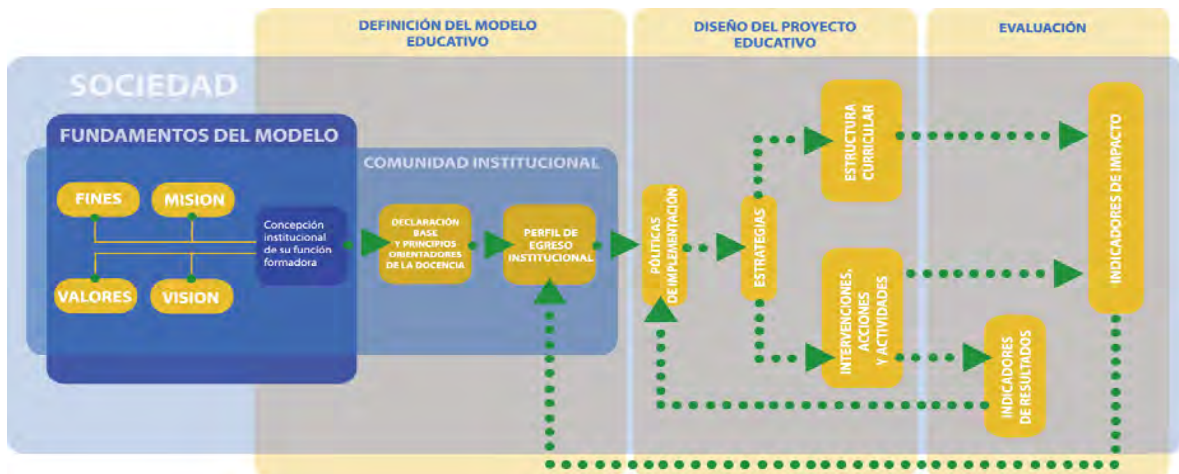 DEFINICIÓN DEL MODELO
EDUCATIVO
DISEÑO DEL PROYECTO
EDUCATIVO
EVALUACIÓN
SOCIEDAD
FUNDAMENTOS DEL MODELO
COMUNIDAD INSTITUCIONAL
FINES
MISION
VALORES
VISION
Concepción
institucional
de su función
formadora
DECLARACIÓN
BASE
Y PRINCIPIOS
ORIENTADORES
DE LA DOCENCIA
PERFIL DE
EGRESO
INSTITUCIONAL
POLÍTICAS
DE IMPLEMENTACIÓN
ESTRATEGIAS
ESTRUCTURA
CURRICULAR
INTERVENCIONES,
ACCIONES
Y ACTIVIDADES
INDICADORES
DE RESULTADOS
INDICADORES DE IMPACTO